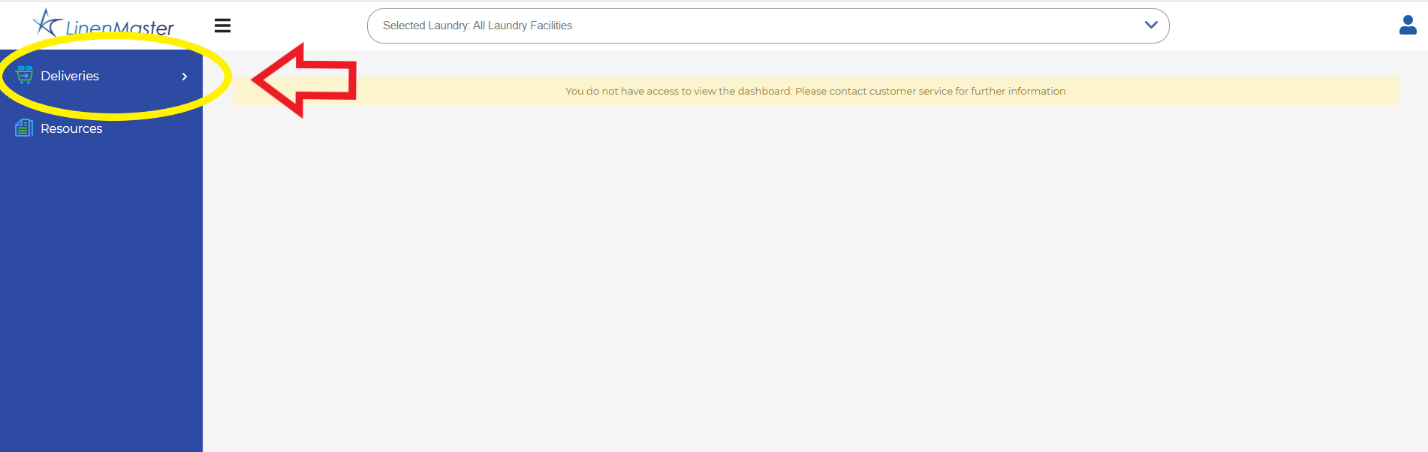 LinenMaster
Selected Laundry: All Laundry Facilities
Deliveries
You do not have access to view the dashboard. Please contact customer service for further information
Resources